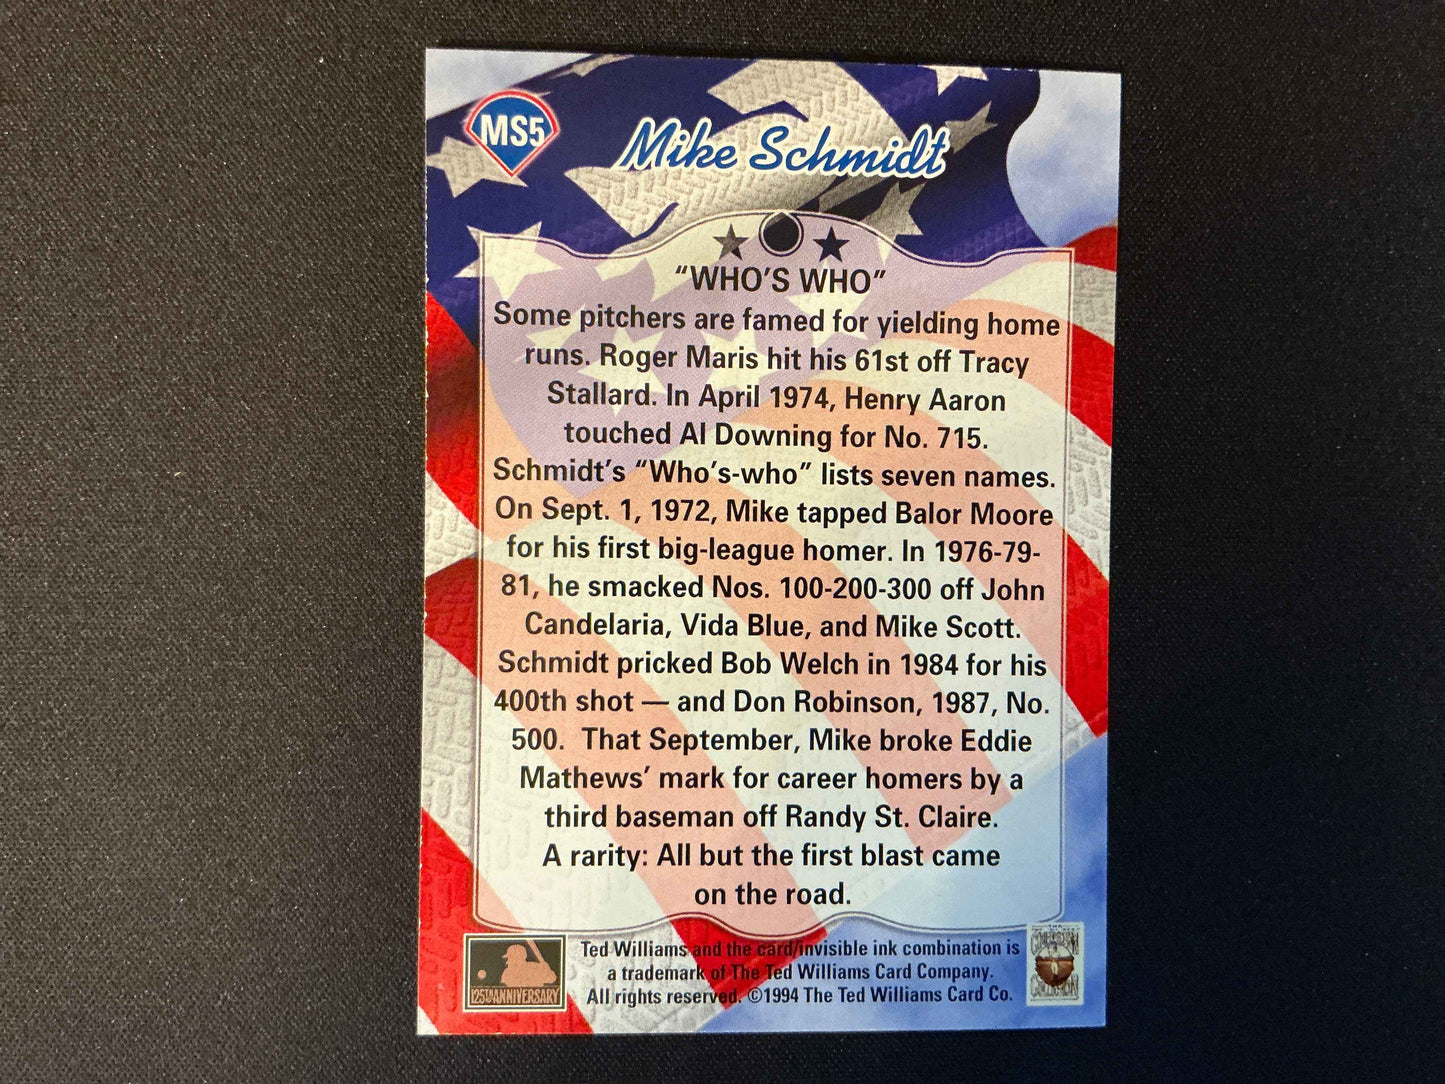 MS5
Mike Schmidt
"WHO'S WHO"
Some pitchers are famed for yielding home
runs. Roger Maris hit his 61st off Tracy
Stallard. In April 1974, Henry Aaron
touched Al Downing for No. 715.
Schmidt's "Who's-who" lists seven names.
On Sept. 1, 1972, Mike tapped Balor Moore
for his first big-league homer. In 1976-79-
81, he smacked Nos. 100-200-300 off John
Candelaria, Vida Blue, and Mike Scott.
Schmidt pricked Bob Welch in 1984 for his
400th shot — and Don Robinson, 1987, No.
500. That September, Mike broke Eddie
Mathews' mark for career homers by a
third baseman off Randy St. Claire.
A rarity: All but the first blast came
on the road.
Ted Williams and the card/invisible ink combination is
a trademark of The Ted Williams Card Company.
All rights reserved. ©1994 The Ted Williams Card Co.
125TH ANNIVERSARY